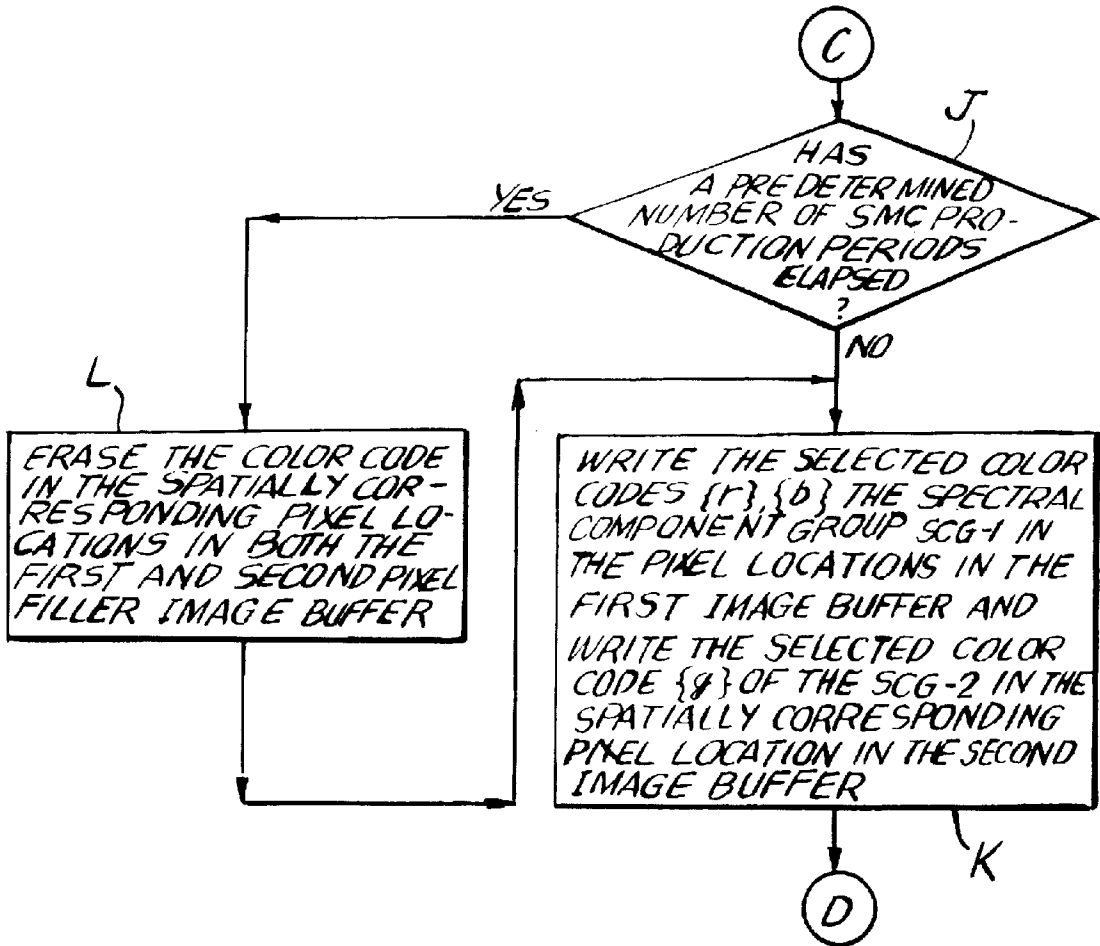 C
J
HAS
A PREDETERMINED
NUMBER OF SMC PRO-
DUCTION PERIODS
ELAPSED
?
YES
NO
L
ERASE THE COLOR CODE
IN THE SPATIALLY COR-
RESPONDING PIXEL LO-
CATIONS IN BOTH THE
FIRST AND SECOND PIXEL
FILLER IMAGE BUFFER
WRITE THE SELECTED COLOR
CODES {r},{b} THE SPECTRAL
COMPONENT GROUP SCG-1 IN
THE PIXEL LOCATIONS IN THE
FIRST IMAGE BUFFER AND
WRITE THE SELECTED COLOR
CODE {g} OF THE SCG-2 IN THE
SPATIALLY CORRESPONDING
PIXEL LOCATION IN THE SECOND
IMAGE BUFFER
K
D